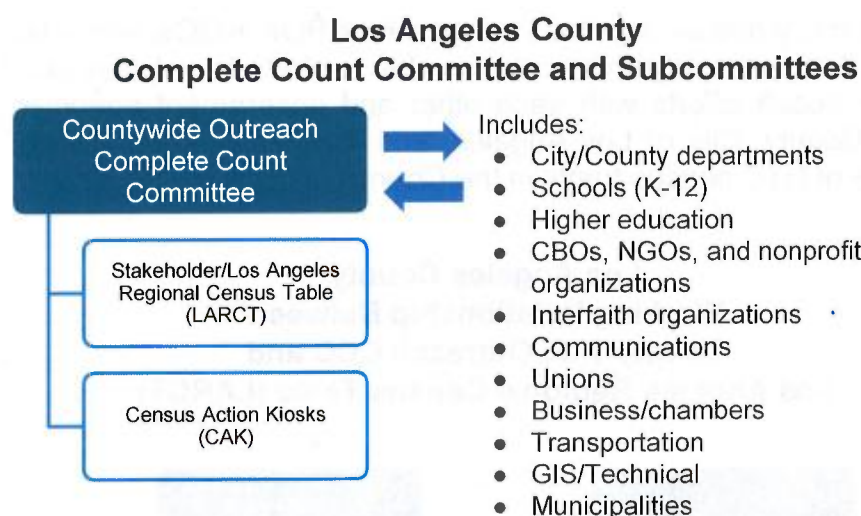 Los Angeles County
Complete Count Committee and Subcommittees
Countywide Outreach
Complete Count
Committee
Stakeholder/Los Angeles
Regional Census Table
(LARCT)
Census Action Kiosks
(CAK)
Includes:
• City/County departments
• Schools (K-12)
• Higher education
• CBOs, NGOs, and nonprofit
organizations
• Interfaith organizations
• Communications
• Unions
• Business/chambers
• Transportation
• GIS/Technical
• Municipalities